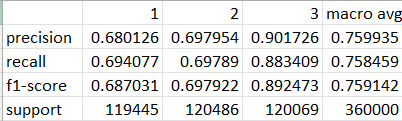 1 2 3 macro avg
precision 0.680126 0.697954 0.901726 0.759935
recall 0.694077 0.69789 0.883409 0.758459
f1-score 0.687031 0.697922 0.892473 0.759142
support 119445 120486 120069 360000